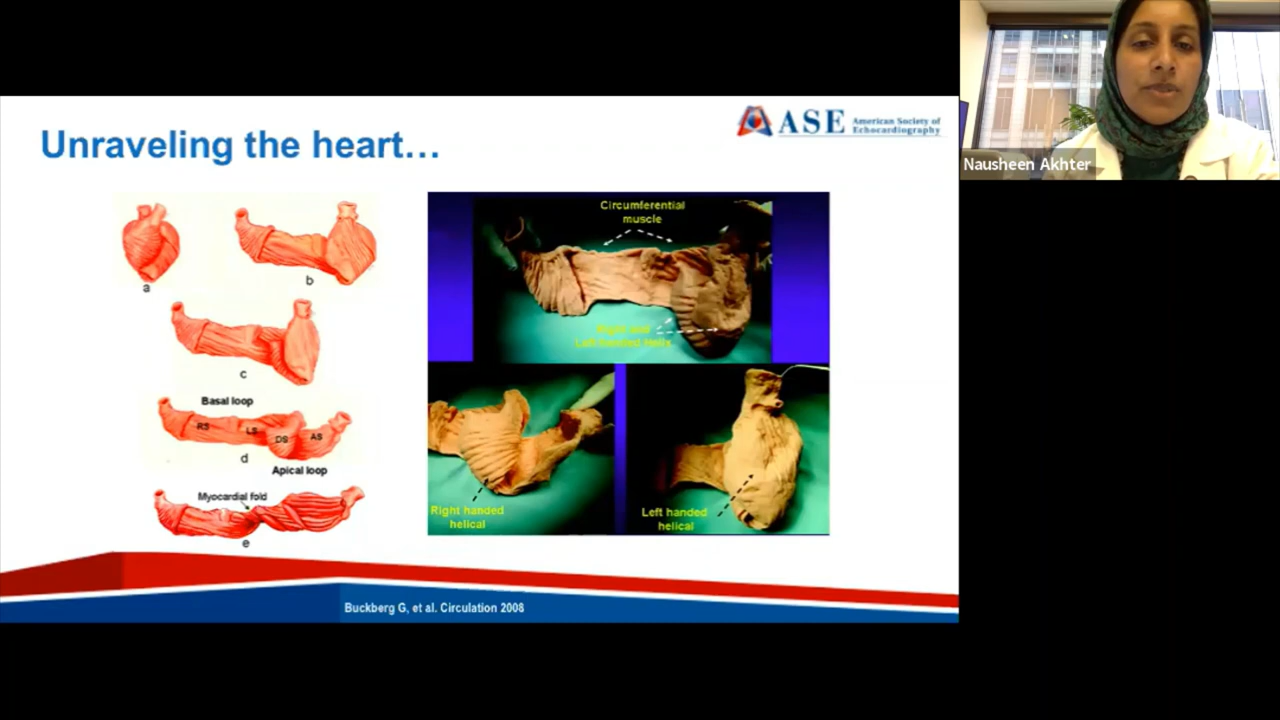 Unraveling the heart...
ASE American Society of
Echocardiography
Nausheen Akhter
a
b
c
Basal loop
RS
LS
DS
AS
d
Apical loop
Myocardial fold
e
Circumferential
muscle
Right and
Left handed Helix
Right handed
helical
Left handed
helical
Buckberg G, et al. Circulation 2008